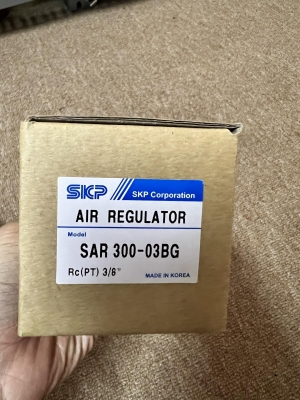 SKP SKP Corporation
AIR REGULATOR
Model
SAR 300-03BG
Rc(PT) 3/8"
MADE IN KOREA